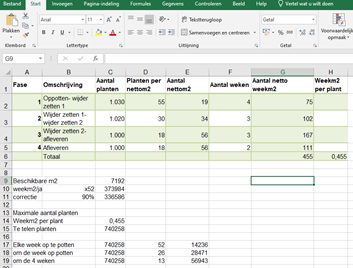 Bestand Start Invoegen Pagina-indeling Formules Gegevens Controleren Beeld Help Vertel wat u wilt doen
Plakken
Arial 11
Terugloop
Getal
Samenvoegen en centreren
Voorwaardelijke
Klembord Lettertype Uitlijning Getal
G9
A B C D E F G H
1 Fase Omschrijving Aantal planten Planten per nettom2 Aantal nettom2 Aantal weken Aantal netto weekm2 Weekm2 per plant
2 1 Oppotten- wijder zetten 1 1.030 55 19 4 75
3 2 Wijder zetten 1- wijder zetten 2 1.020 30 34 3 102
4 3 Wijder zetten 2- afleveren 1.000 18 56 3 167
5 4 Afleveren 1.000 18 56 2 111
6 Totaal 455 0,455
7
8
9 Beschikbare m2 7192
10 weekm2/ja x52 373984
11 correctie 90% 336586
12
13 Maximale aantal planten
14 Weekm2 per plant 0,455
15 Te telen planten 740258
16
17 Elke week op te potten 740258 52 14236
18 om de week op potten 740258 26 28471
19 om de 4 weken 740258 13 56943